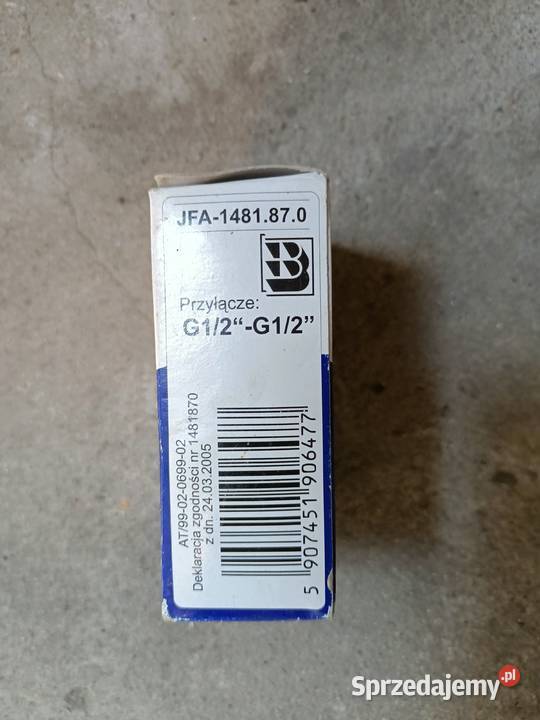 JFA-1481.87.0
B
Przyłącze:
G1/2“-G1/2”
AT/99-02-0699-02
Deklaracja zgodności nr 1481870
z dn. 24.03.2005
5 907451 906477
Sprzedajemy.pl